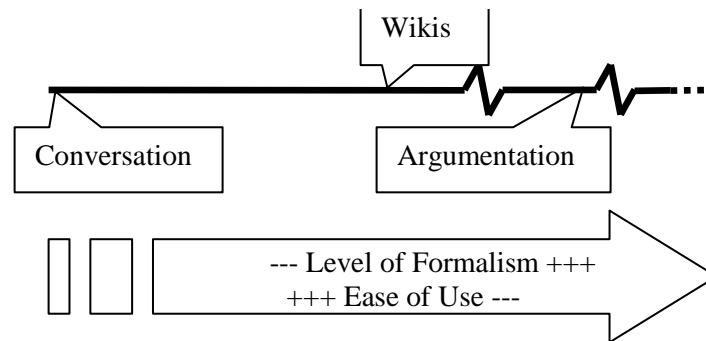 Wikis
Conversation
Argumentation
--- Level of Formalism +++
+++ Ease of Use ---